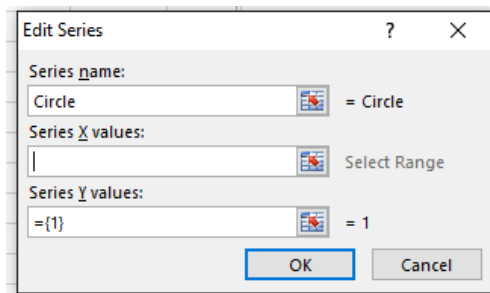 Edit Series ?
Series name:
Circle = Circle
Series X values:
Select Range
Series Y values:
={1} = 1
OK Cancel